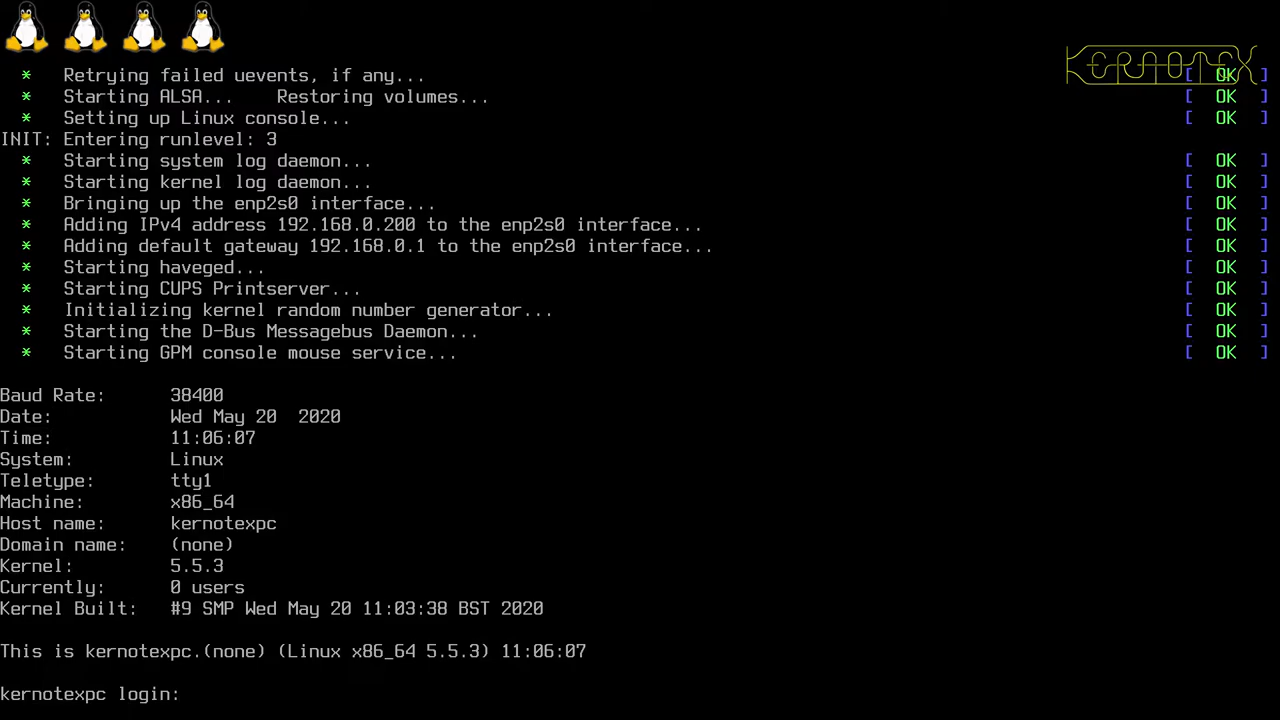 KERNOTEX
* Retrying failed uevents, if any... [ OK ]
* Starting ALSA... Restoring volumes... [ OK ]
* Setting up Linux console... [ OK ]
INIT: Entering runlevel: 3
* Starting system log daemon... [ OK ]
* Starting kernel log daemon... [ OK ]
* Bringing up the enp2s0 interface... [ OK ]
* Adding IPv4 address 192.168.0.200 to the enp2s0 interface... [ OK ]
* Adding default gateway 192.168.0.1 to the enp2s0 interface... [ OK ]
* Starting haveged... [ OK ]
* Starting CUPS Printserver... [ OK ]
* Initializing kernel random number generator... [ OK ]
* Starting the D-Bus Messagebus Daemon... [ OK ]
* Starting GPM console mouse service... [ OK ]
Baud Rate: 38400
Date: Wed May 20 2020
Time: 11:06:07
System: Linux
Teletype: tty1
Machine: x86_64
Host name: kernotexpc
Domain name: (none)
Kernel: 5.5.3
Currently: 0 users
Kernel Built: #9 SMP Wed May 20 11:03:38 BST 2020
This is kernotexpc.(none) (Linux x86_64 5.5.3) 11:06:07
kernotexpc login: